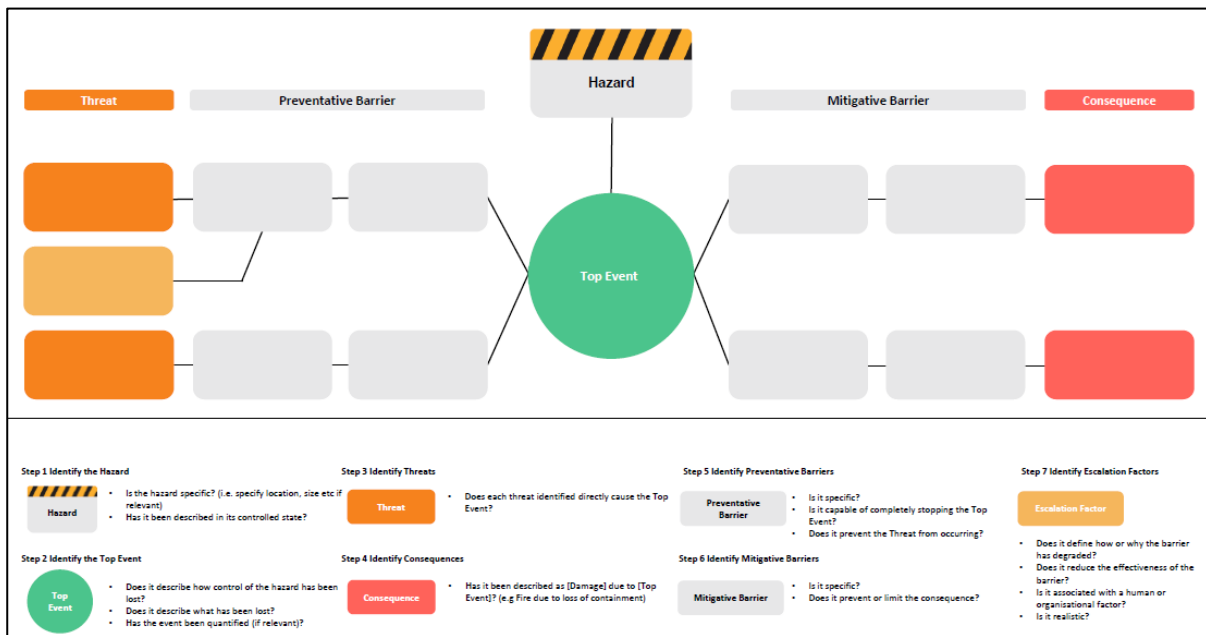 Hazard
Threat
Preventative Barrier
Mitigative Barrier
Consequence
Top Event
Step 1 Identify the Hazard
Hazard
• Is the hazard specific? (i.e. specify location, size etc if
relevant)
• Has it been described in its controlled state?
Step 2 Identify the Top Event
Top
Event
• Does it describe how control of the hazard has been
lost?
• Does it describe what has been lost?
• Has the event been quantified (if relevant)?
Step 3 Identify Threats
Threat
• Does each threat identified directly cause the Top
Event?
Step 4 Identify Consequences
Consequence
• Has it been described as [Damage] due to [Top
Event]? (e.g Fire due to loss of containment)
Step 5 Identify Preventative Barriers
Preventative
Barrier
• Is it specific?
• Is it capable of completely stopping the Top
Event?
• Does it prevent the Threat from occurring?
Step 6 Identify Mitigative Barriers
Mitigative Barrier
• Is it specific?
• Does it prevent or limit the consequence?
Step 7 Identify Escalation Factors
Escalation Factor
• Does it define how or why the barrier
has degraded?
• Does it reduce the effectiveness of the
barrier?
• Is it associated with a human or
organisational factor?
• Is it realistic?